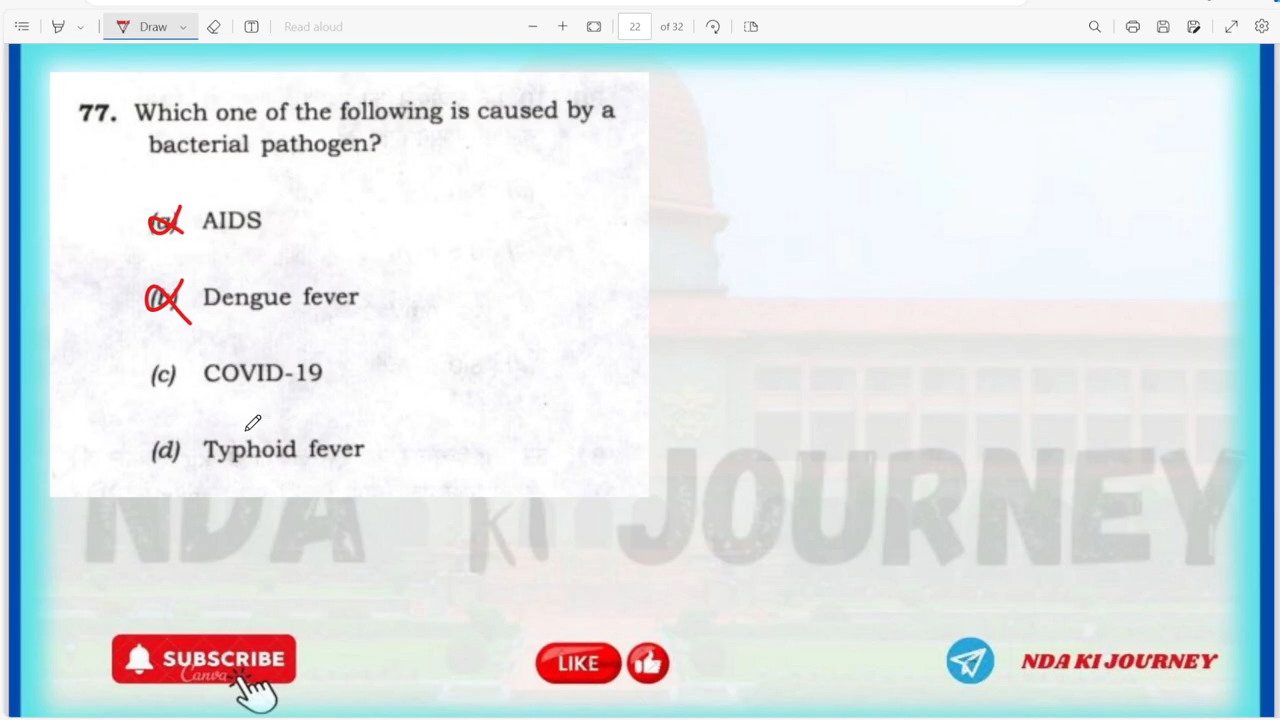 Draw
Read aloud
22
of 32
77. Which one of the following is caused by a
bacterial pathogen?
(a) AIDS
(b) Dengue fever
(c) COVID-19
(d) Typhoid fever
NDA KI JOURNEY
SUBSCRIBE
Canva
LIKE
NDA KI JOURNEY